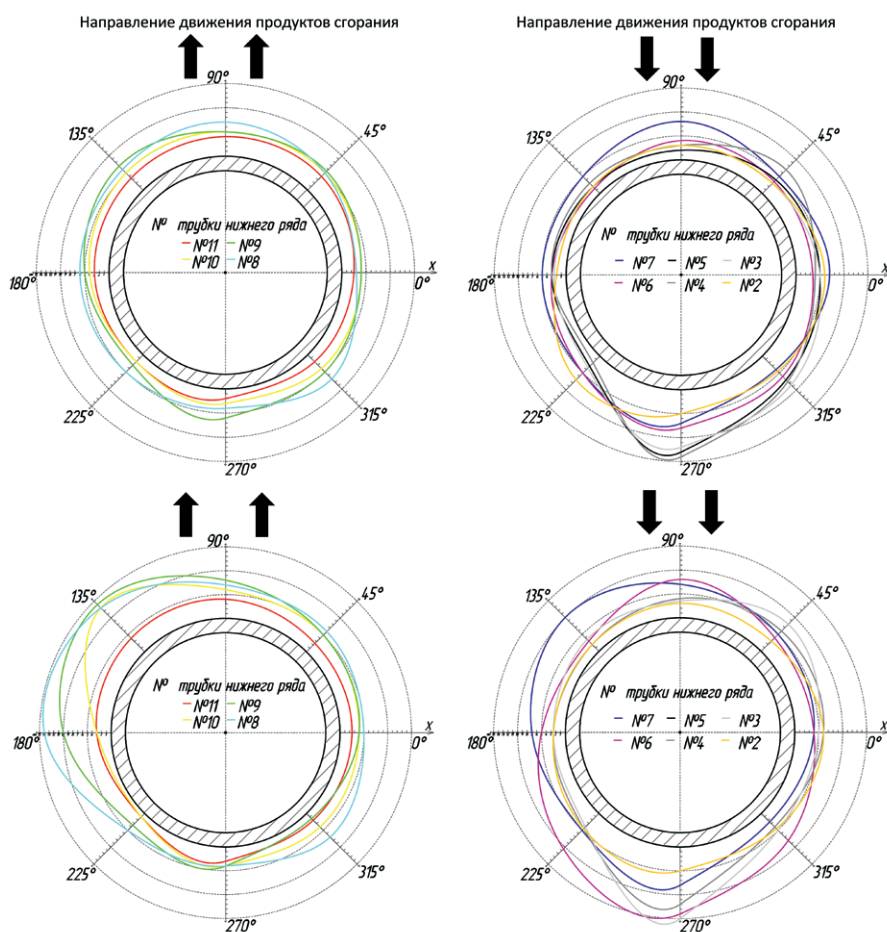 Направление движения продуктов сгорания
Направление движения продуктов сгорания
90°
135°
45°
№ трубки нижнего ряда
№11 №9
№10 №8
x
180°
0°
225°
315°
270°
90°
135°
45°
№ трубки нижнего ряда
№7 №5 №3
№6 №4 №2
x
180°
0°
225°
315°
270°
90°
135°
45°
№ трубки нижнего ряда
№11 №9
№10 №8
x
180°
0°
225°
315°
270°
90°
135°
45°
№ трубки нижнего ряда
№7 №5 №3
№6 №4 №2
x
180°
0°
225°
315°
270°